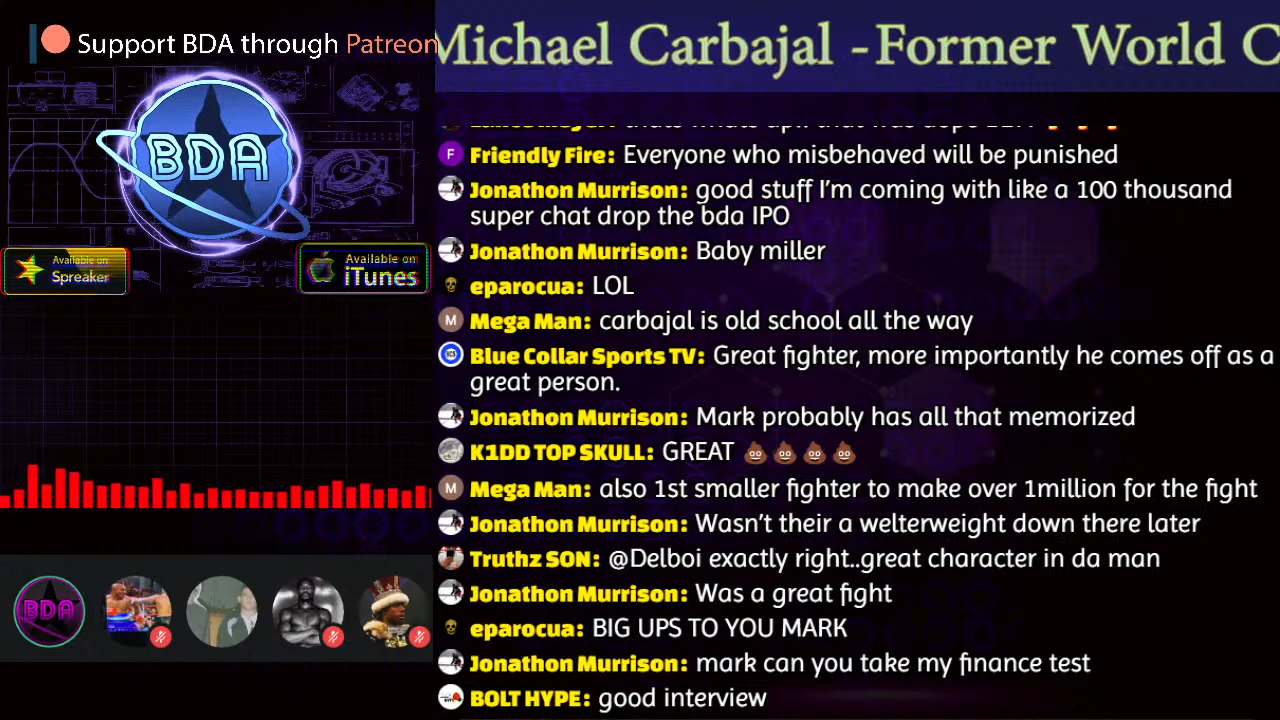 Support BDA through Patreon
BDA
Available on
Spreaker
Available on
iTunes
BDA
Michael Carbajal -Former World C
F Friendly Fire: Everyone who misbehaved will be punished
Jonathon Murrison: good stuff I'm coming with like a 100 thousand
super chat drop the bda IPO
Jonathon Murrison: Baby miller
eparocua: LOL
M Mega Man: carbajal is old school all the way
Blue Collar Sports TV: Great fighter, more importantly he comes off as a
great person.
Jonathon Murrison: Mark probably has all that memorized
K1DD TOP SKULL: GREAT 💩 💩 💩 💩
M Mega Man: also 1st smaller fighter to make over 1million for the fight
Jonathon Murrison: Wasn't their a welterweight down there later
Truthz SON: @Delboi exactly right..great character in da man
Jonathon Murrison: Was a great fight
eparocua: BIG UPS TO YOU MARK
Jonathon Murrison: mark can you take my finance test
BOLT HYPE: good interview